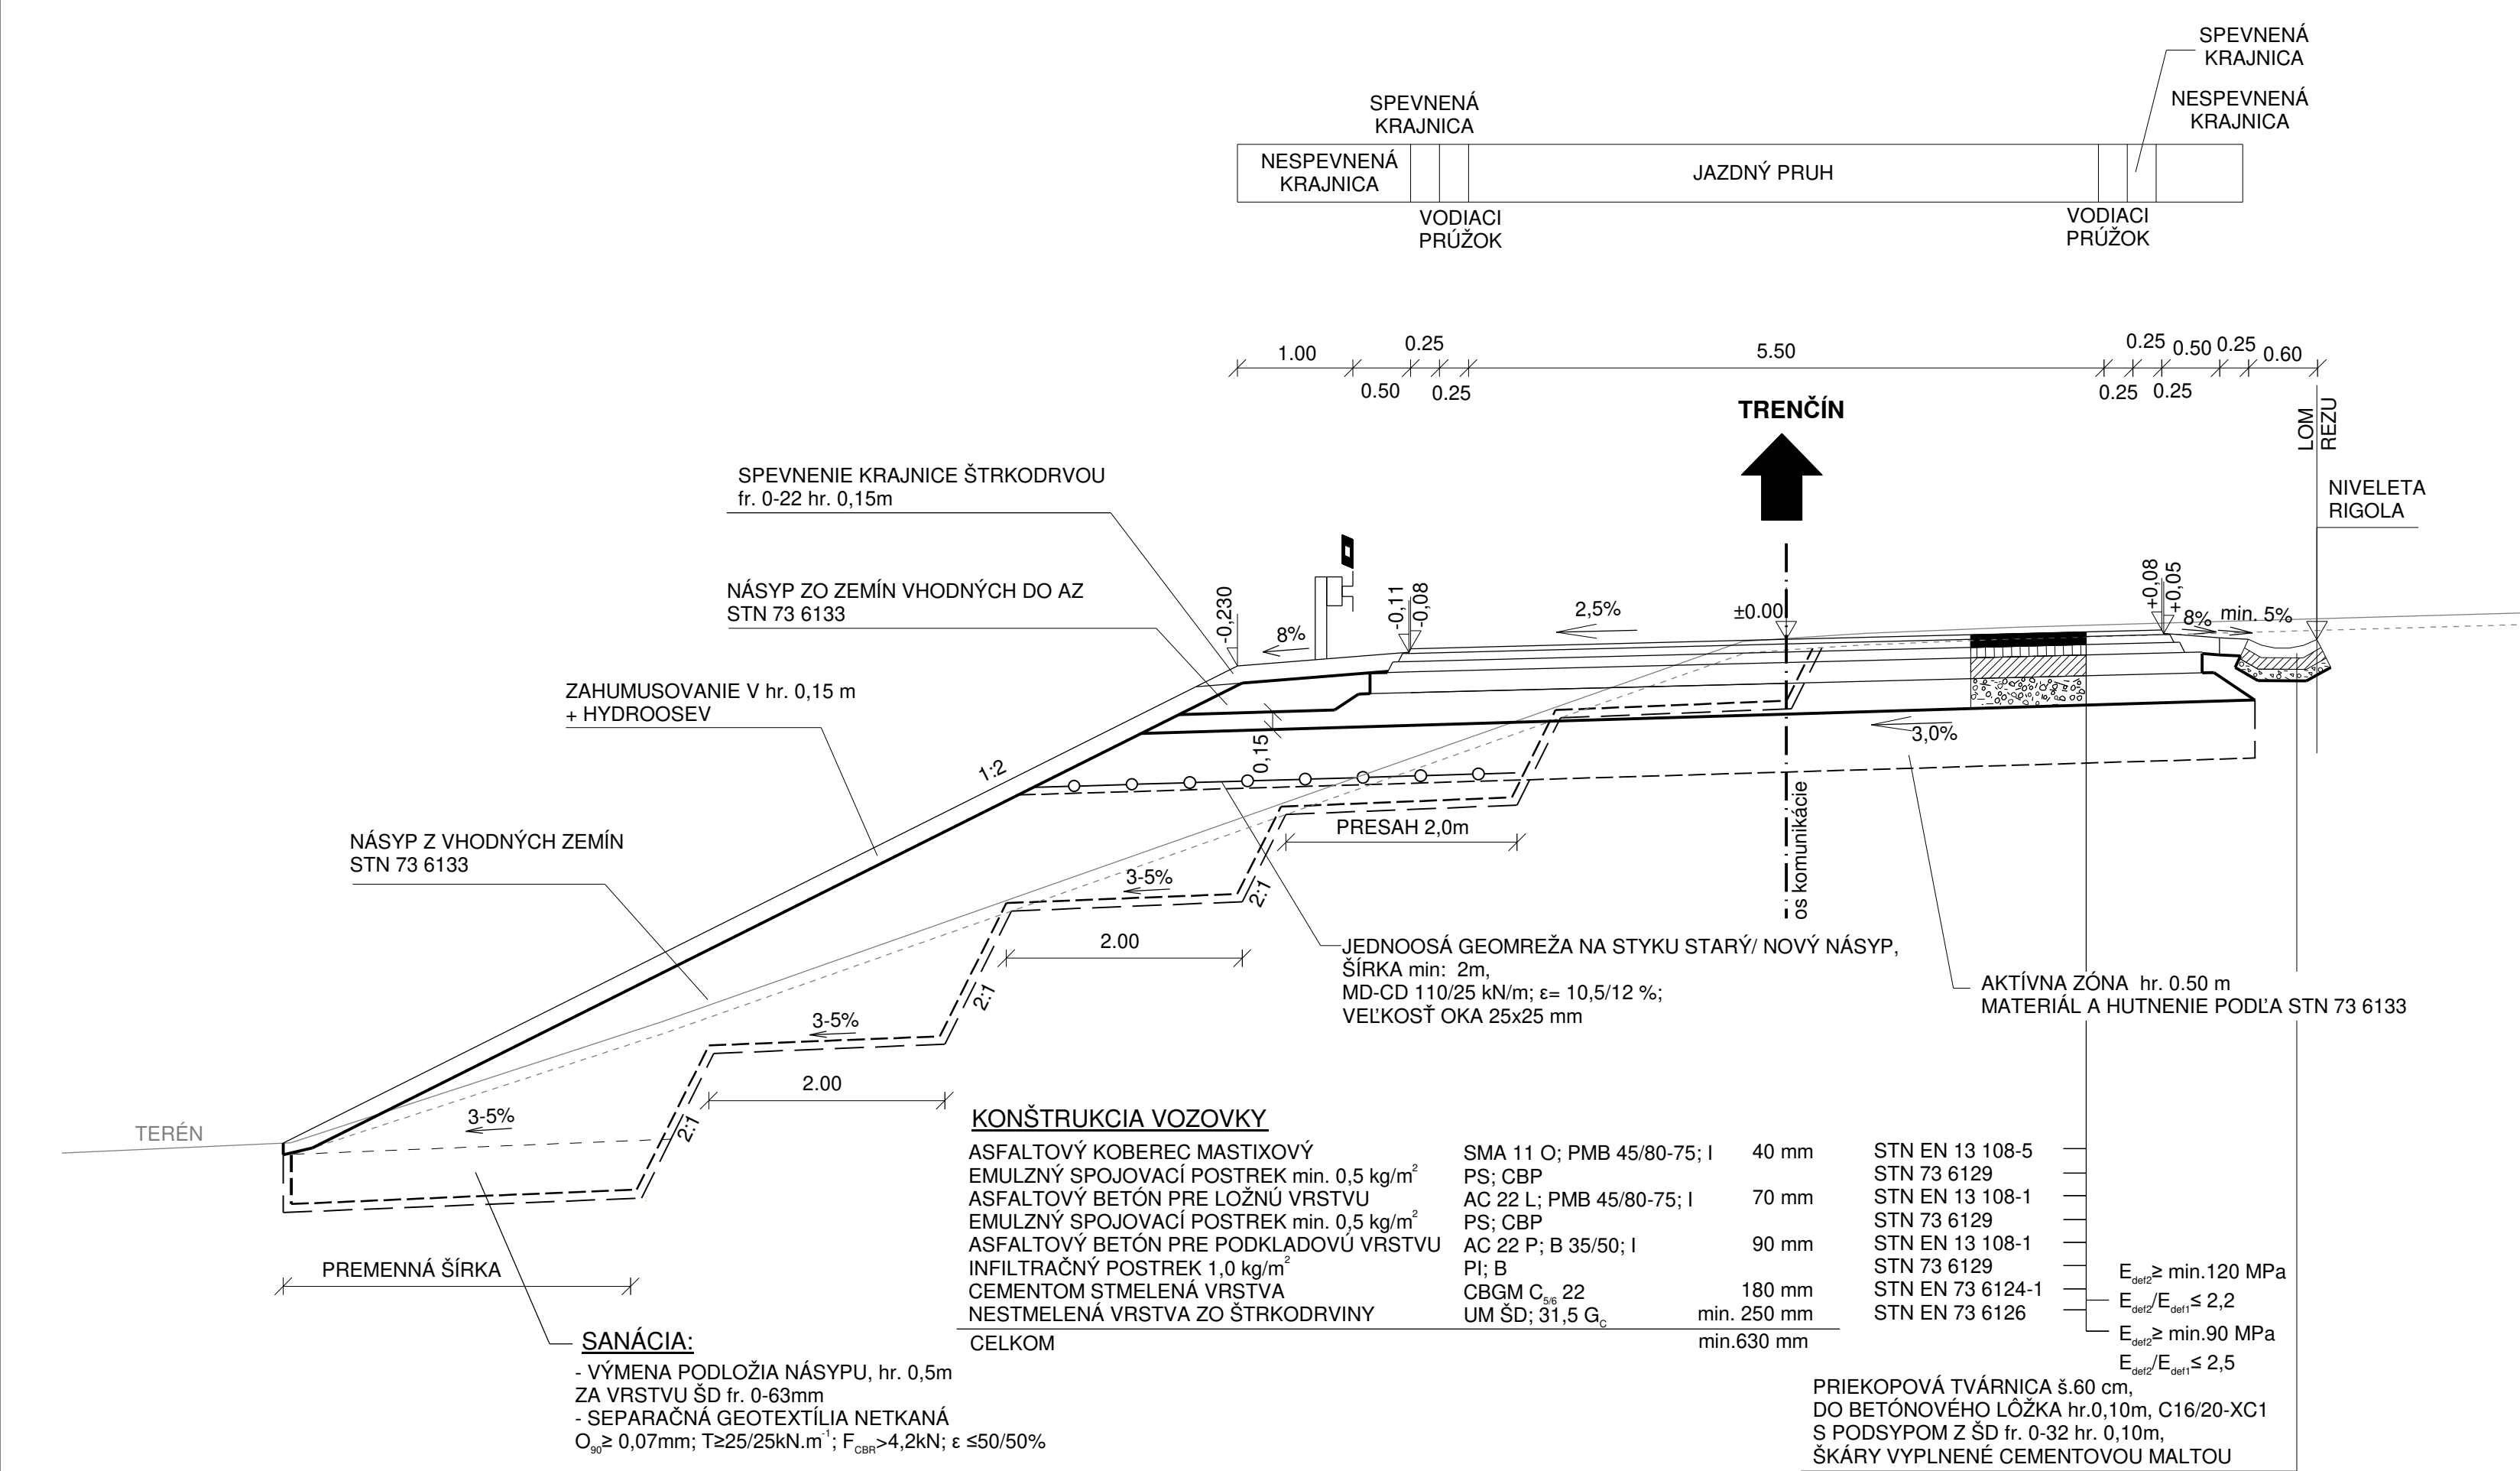 SPEVNENÁ
KRAJNICA
SPEVNENÁ
KRAJNICA
NESPEVNENÁ
KRAJNICA
NESPEVNENÁ
KRAJNICA
JAZDNÝ PRUH
VODIACI
PRÚŽOK
VODIACI
PRÚŽOK
1.00
0.50
0.25
0.25
5.50
0.25
0.25
0.25
0.50
0.25
0.60
TRENČÍN
LOM
REZU
NIVELETA
RIGOLA
SPEVNENIE KRAJNICE ŠTRKODRVOU
fr. 0-22 hr. 0,15m
NÁSYP ZO ZEMÍN VHODNÝCH DO AZ
STN 73 6133
ZAHUMUSOVANIE V hr. 0,15 m
+ HYDROOSEV
NÁSYP Z VHODNÝCH ZEMÍN
STN 73 6133
-0,230
8%
-0,11
-0,08
2,5%
±0.00
+0,08
+0,05
8%
min. 5%
3,0%
0,15
1:2
os komunikácie
PRESAH 2,0m
3-5%
2:1
2.00
3-5%
2:1
2.00
3-5%
2:1
TERÉN
PREMENNÁ ŠÍRKA
JEDNOOSÁ GEOMREŽA NA STYKU STARÝ/ NOVÝ NÁSYP,
ŠÍRKA min: 2m,
MD-CD 110/25 kN/m; ε= 10,5/12 %;
VEĽKOSŤ OKA 25x25 mm
AKTÍVNA ZÓNA hr. 0.50 m
MATERIÁL A HUTNENIE PODĽA STN 73 6133
KONŠTRUKCIA VOZOVKY
ASFALTOVÝ KOBEREC MASTIXOVÝ SMA 11 O; PMB 45/80-75; I 40 mm STN EN 13 108-5
EMULZNÝ SPOJOVACÍ POSTREK min. 0,5 kg/m² PS; CBP STN 73 6129
ASFALTOVÝ BETÓN PRE LOŽNÚ VRSTVU AC 22 L; PMB 45/80-75; I 70 mm STN EN 13 108-1
EMULZNÝ SPOJOVACÍ POSTREK min. 0,5 kg/m² PS; CBP STN 73 6129
ASFALTOVÝ BETÓN PRE PODKLADOVÚ VRSTVU AC 22 P; B 35/50; I 90 mm STN EN 13 108-1
INFILTRAČNÝ POSTREK 1,0 kg/m² PI; B STN 73 6129
CEMENTOM STMELENÁ VRSTVA CBGM C5/6 22 180 mm STN EN 73 6124-1
NESTMELENÁ VRSTVA ZO ŠTRKODRVINY UM ŠD; 31,5 GC min. 250 mm STN EN 73 6126
CELKOM min.630 mm
Edef2≥ min.120 MPa
Edef2/Edef1≤ 2,2
Edef2≥ min.90 MPa
Edef2/Edef1≤ 2,5
SANÁCIA:
- VÝMENA PODLOŽIA NÁSYPU, hr. 0,5m
ZA VRSTVU ŠD fr. 0-63mm
- SEPARAČNÁ GEOTEXTÍLIA NETKANÁ
O90≥ 0,07mm; T≥25/25kN.m⁻¹; FCBR>4,2kN; ε ≤50/50%
PRIEKOPOVÁ TVÁRNICA š.60 cm,
DO BETÓNOVÉHO LÔŽKA hr.0,10m, C16/20-XC1
S PODSYPOM Z ŠD fr. 0-32 hr. 0,10m,
ŠKÁRY VYPLNENÉ CEMENTOVOU MALTOU